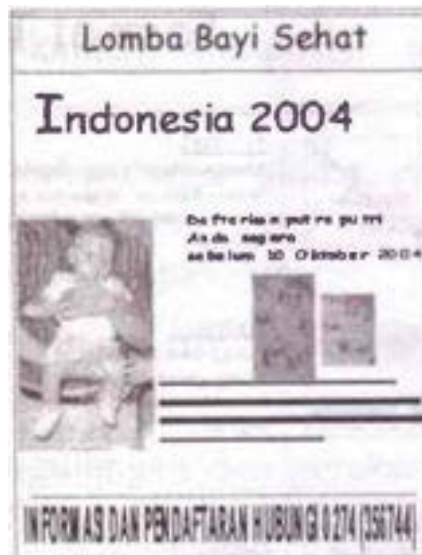 Lomba Bayi Sehat
Indonesia 2004
Daftarkan putra putri
Anda segera
sebelum 10 Oktober 2004
INFORMASI DAN PENDAFTARAN HUBUNGI 0274 (356744)